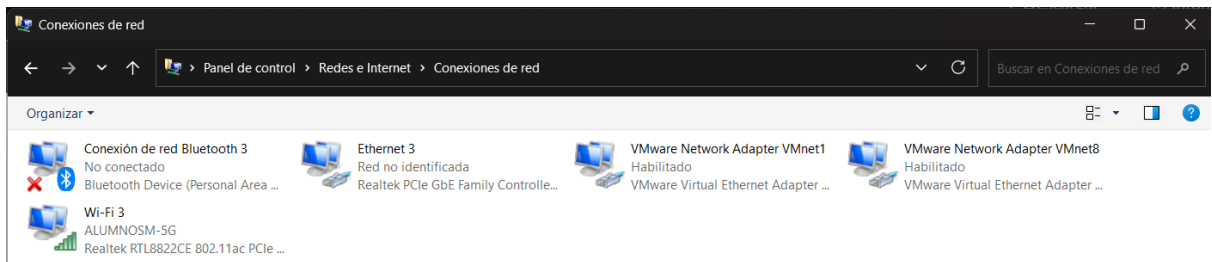 Conexiones de red
Panel de control > Redes e Internet > Conexiones de red
Buscar en Conexiones de red
Organizar
Conexión de red Bluetooth 3
No conectado
Bluetooth Device (Personal Area ...
Ethernet 3
Red no identificada
Realtek PCIe GbE Family Controlle...
VMware Network Adapter VMnet1
Habilitado
VMware Virtual Ethernet Adapter ...
VMware Network Adapter VMnet8
Habilitado
VMware Virtual Ethernet Adapter ...
Wi-Fi 3
ALUMNOSM-5G
Realtek RTL8822CE 802.11ac PCIe ...